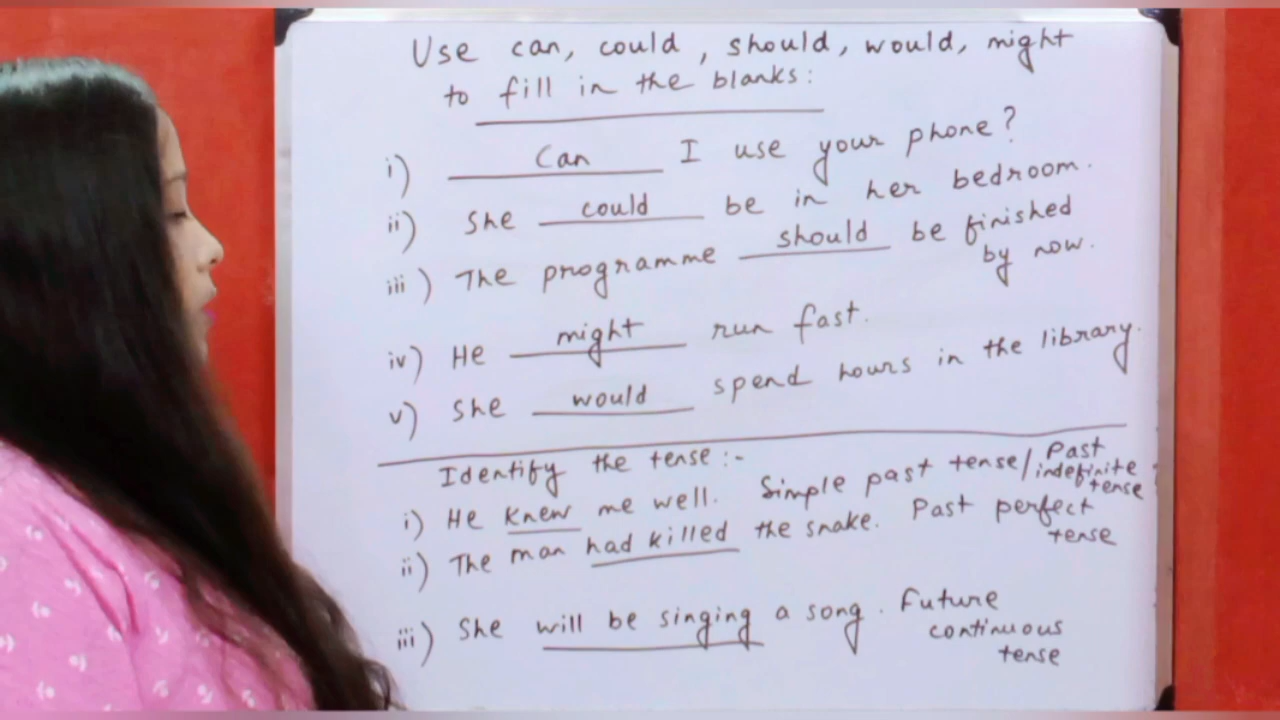 Use can, could, should, would, might
to fill in the blanks:
i) Can I use your phone?
ii) She could be in her bedroom.
iii) The programme should be finished
by now.
iv) He might run fast.
v) She would spend hours in the library.
Identify the tense :-
i) He knew me well. Simple past tense/ Past
indefinite
tense
ii) The man had killed the snake. Past perfect
tense
iii) She will be singing a song. Future
continuous
tense